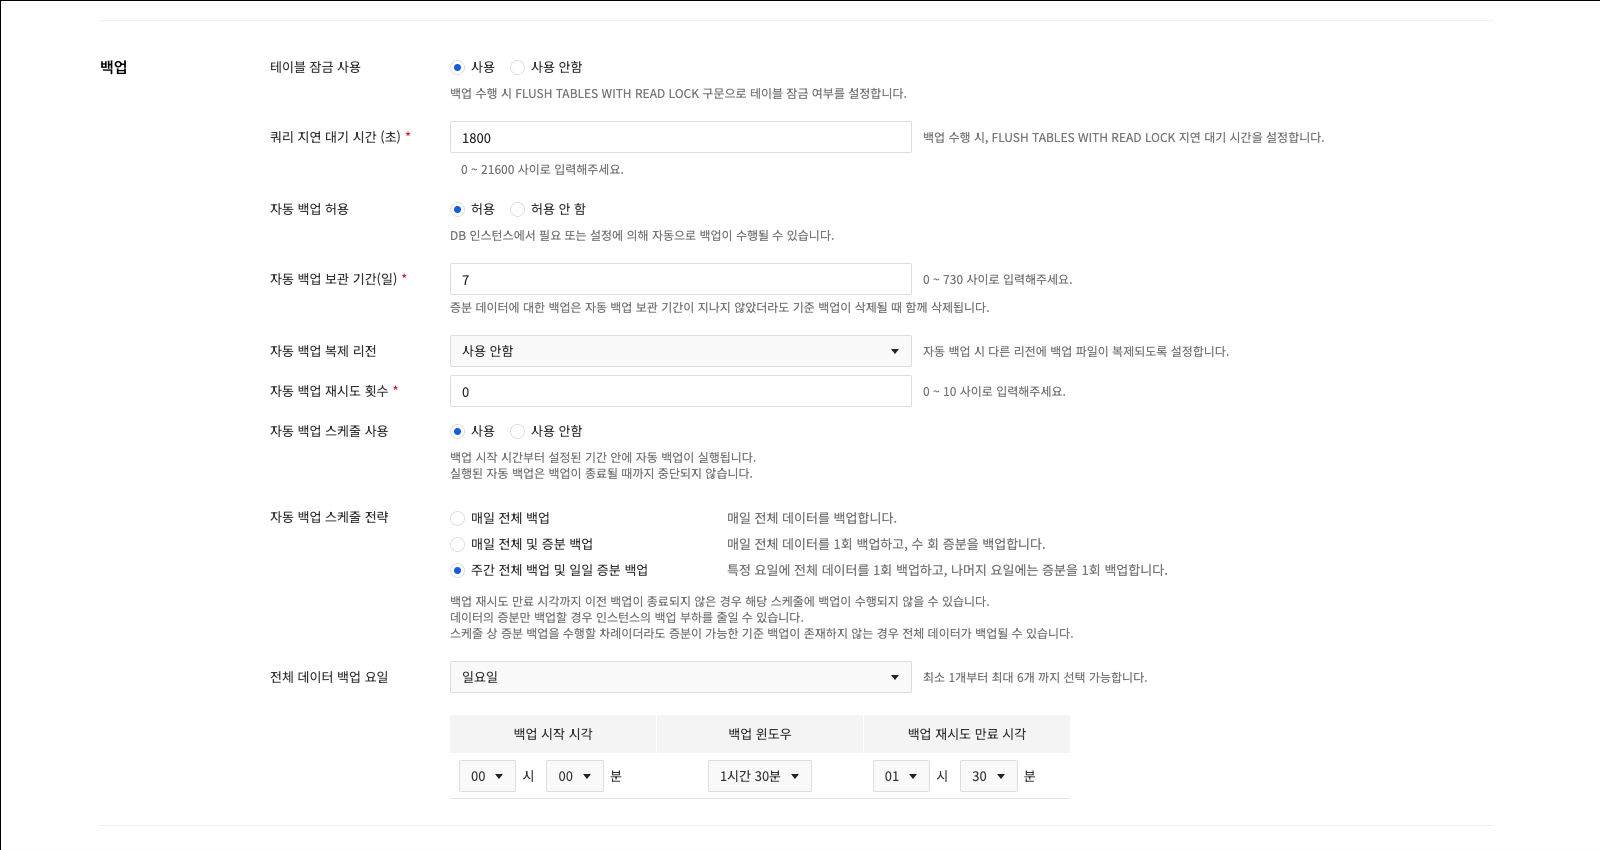 백업
테이블 잠금 사용
사용 사용 안함
백업 수행 시 FLUSH TABLES WITH READ LOCK 구문으로 테이블 잠금 여부를 설정합니다.
쿼리 지연 대기 시간 (초) *
1800
백업 수행 시, FLUSH TABLES WITH READ LOCK 지연 대기 시간을 설정합니다.
0 ~ 21600 사이로 입력해주세요.
자동 백업 허용
허용 허용 안 함
DB 인스턴스에서 필요 또는 설정에 의해 자동으로 백업이 수행될 수 있습니다.
자동 백업 보관 기간(일) *
7
0 ~ 730 사이로 입력해주세요.
증분 데이터에 대한 백업은 자동 백업 보관 기간이 지나지 않았더라도 기준 백업이 삭제될 때 함께 삭제됩니다.
자동 백업 복제 리전
사용 안함
자동 백업 시 다른 리전에 백업 파일이 복제되도록 설정합니다.
자동 백업 재시도 횟수 *
0
0 ~ 10 사이로 입력해주세요.
자동 백업 스케줄 사용
사용 사용 안함
백업 시작 시간부터 설정된 기간 안에 자동 백업이 실행됩니다.
실행된 자동 백업은 백업이 종료될 때까지 중단되지 않습니다.
자동 백업 스케줄 전략
매일 전체 백업 매일 전체 데이터를 백업합니다.
매일 전체 및 증분 백업 매일 전체 데이터를 1회 백업하고, 수 회 증분을 백업합니다.
주간 전체 백업 및 일일 증분 백업 특정 요일에 전체 데이터를 1회 백업하고, 나머지 요일에는 증분을 1회 백업합니다.
백업 재시도 만료 시각까지 이전 백업이 종료되지 않은 경우 해당 스케줄에 백업이 수행되지 않을 수 있습니다.
데이터의 증분만 백업할 경우 인스턴스의 백업 부하를 줄일 수 있습니다.
스케줄 상 증분 백업을 수행할 차례이더라도 증분이 가능한 기준 백업이 존재하지 않는 경우 전체 데이터가 백업될 수 있습니다.
전체 데이터 백업 요일
일요일
최소 1개부터 최대 6개 까지 선택 가능합니다.
백업 시작 시각 백업 윈도우 백업 재시도 만료 시각
00 시 00 분 1시간 30분 01 시 30 분